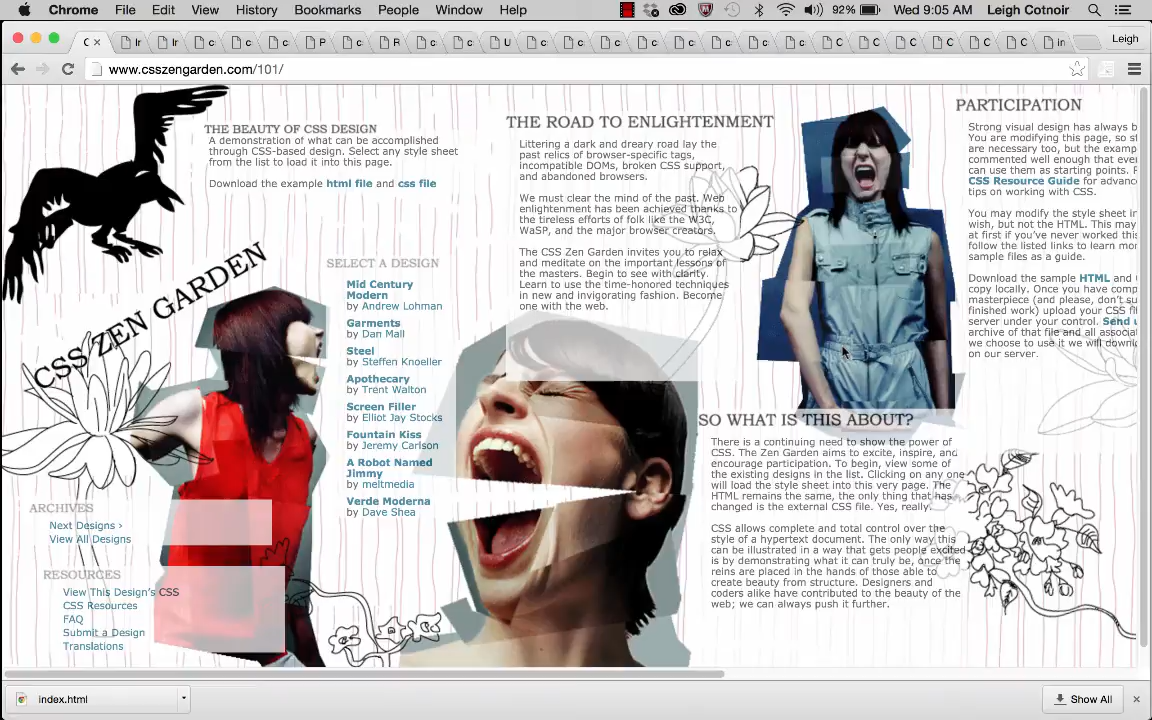 Chrome File Edit View History Bookmarks People Window Help 92% Wed 9:05 AM Leigh Cotnoir
C Ir Ir c c c P c R c c U c c c c c c c c C C C C C C in Leigh
www.csszengarden.com/101/
CSS ZEN GARDEN
THE BEAUTY OF CSS DESIGN
A demonstration of what can be accomplished
through CSS-based design. Select any style sheet
from the list to load it into this page.
Download the example html file and css file
SELECT A DESIGN
Mid Century
Modern
by Andrew Lohman
Garments
by Dan Mall
Steel
by Steffen Knoeller
Apothecary
by Trent Walton
Screen Filler
by Elliot Jay Stocks
Fountain Kiss
by Jeremy Carlson
A Robot Named
Jimmy
by meltmedia
Verde Moderna
by Dave Shea
ARCHIVES
Next Designs ›
View All Designs
RESOURCES
View This Design's CSS
CSS Resources
FAQ
Submit a Design
Translations
THE ROAD TO ENLIGHTENMENT
Littering a dark and dreary road lay the
past relics of browser-specific tags,
incompatible DOMs, broken CSS support,
and abandoned browsers.
We must clear the mind of the past. Web
enlightenment has been achieved thanks to
the tireless efforts of folk like the W3C,
WaSP, and the major browser creators.
The CSS Zen Garden invites you to relax
and meditate on the important lessons of
the masters. Begin to see with clarity.
Learn to use the time-honored techniques
in new and invigorating fashion. Become
one with the web.
SO WHAT IS THIS ABOUT?
There is a continuing need to show the power of
CSS. The Zen Garden aims to excite, inspire, and
encourage participation. To begin, view some of
the existing designs in the list. Clicking on any one
will load the style sheet into this very page. The
HTML remains the same, the only thing that has
changed is the external CSS file. Yes, really.
CSS allows complete and total control over the
style of a hypertext document. The only way this
can be illustrated in a way that gets people excited
is by demonstrating what it can truly be, once the
reins are placed in the hands of those able to
create beauty from structure. Designers and
coders alike have contributed to the beauty of the
web; we can always push it further.
PARTICIPATION
Strong visual design has always b
You are modifying this page, so st
are necessary too, but the examp
commented well enough that ever
can use them as starting points.
CSS Resource Guide for advance
tips on working with CSS.
You may modify the style sheet in
wish, but not the HTML. This may
at first if you've never worked this
follow the listed links to learn mor
sample files as a guide.
Download the sample HTML and
copy locally. Once you have comp
masterpiece (and please, don't su
finished work) upload your CSS fi
server under your control. Send u
archive of that file and all associa
we choose to use it we will downl
on our server.
index.html
Show All